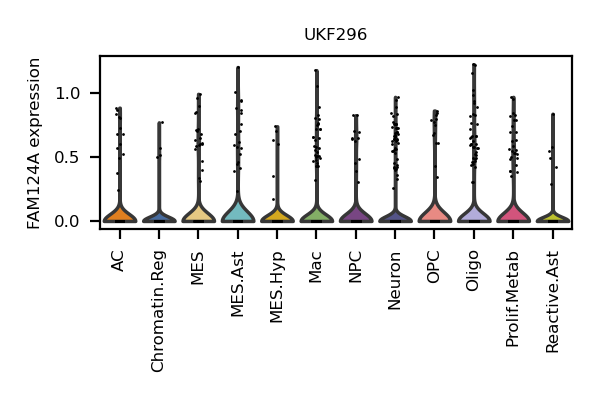 UKF296
FAM124A expression
1.0
0.5
0.0
AC
Chromatin.Reg
MES
MES.Ast
MES.Hyp
Mac
NPC
Neuron
OPC
Oligo
Prolif.Metab
Reactive.Ast